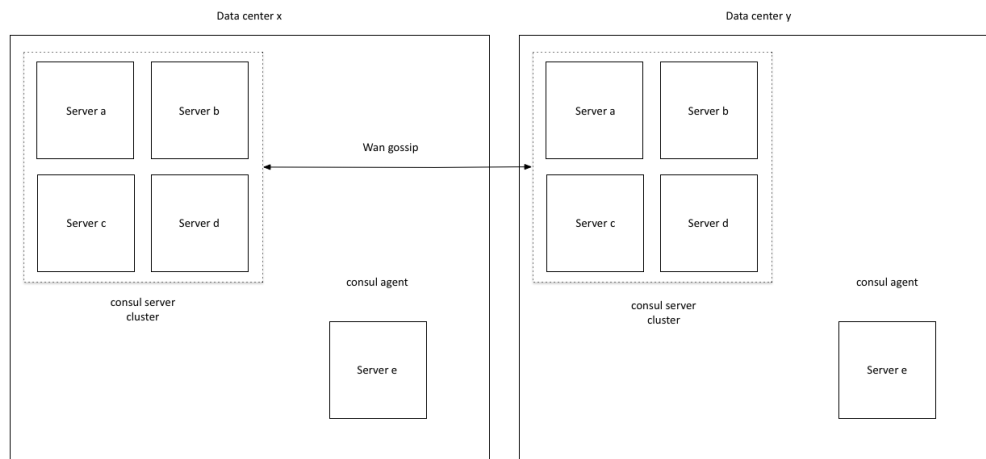 Data center x
Data center y
Server a
Server b
Server c
Server d
consul server
cluster
consul agent
Server e
Wan gossip
Server a
Server b
Server c
Server d
consul server
cluster
consul agent
Server e